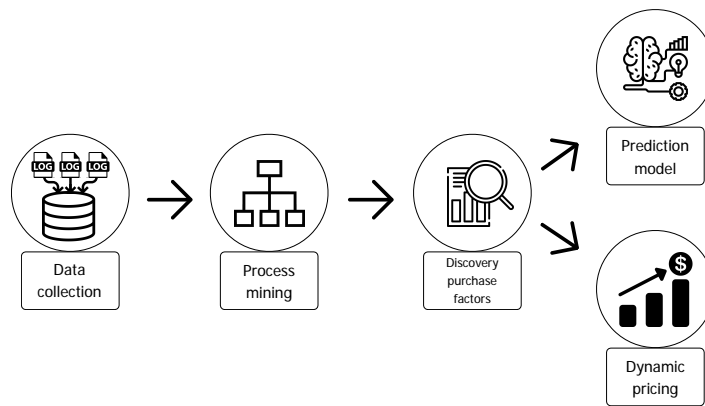 LOG LOG LOG
Data
collection
Process
mining
Discovery
purchase
factors
Prediction
model
$
Dynamic
pricing